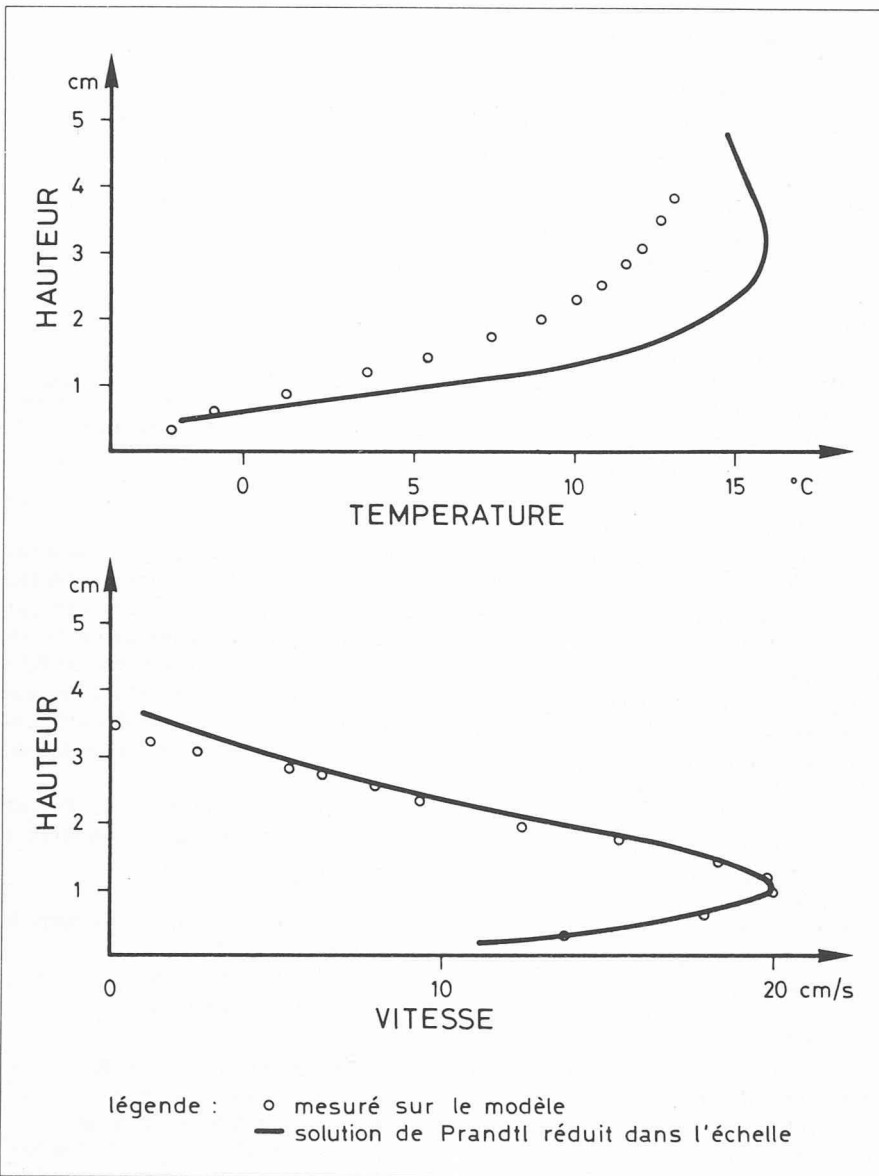 cm
5
4
3
2
1
HAUTEUR
0 5 10 15 °C
TEMPERATURE
cm
5
4
3
2
1
HAUTEUR
0 10 20 cm/s
VITESSE
légende : o mesuré sur le modèle
solution de Prandtl réduit dans l'échelle